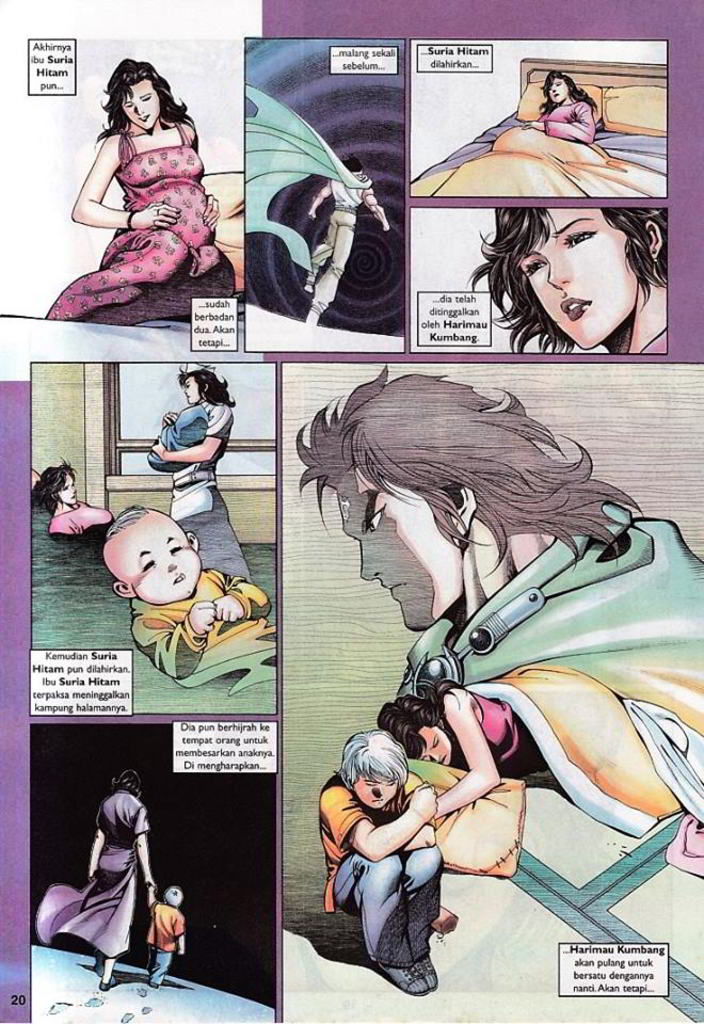 Akhirnya
ibu Suria
Hitam
pun...
...sudah
berbadan
dua. Akan
tetapi...
...malang sekali
sebelum...
...Suria Hitam
dilahirkan...
...dia telah
ditinggalkan
oleh Harimau
Kumbang.
Kemudian Suria
Hitam pun dilahirkan.
Ibu Suria Hitam
terpaksa meninggalkan
kampung halamannya.
Dia pun berhijrah ke
tempat orang untuk
membesarkan anaknya.
Di mengharapkan...
...Harimau Kumbang
akan pulang untuk
bersatu dengannya
nanti. Akan tetapi...
20